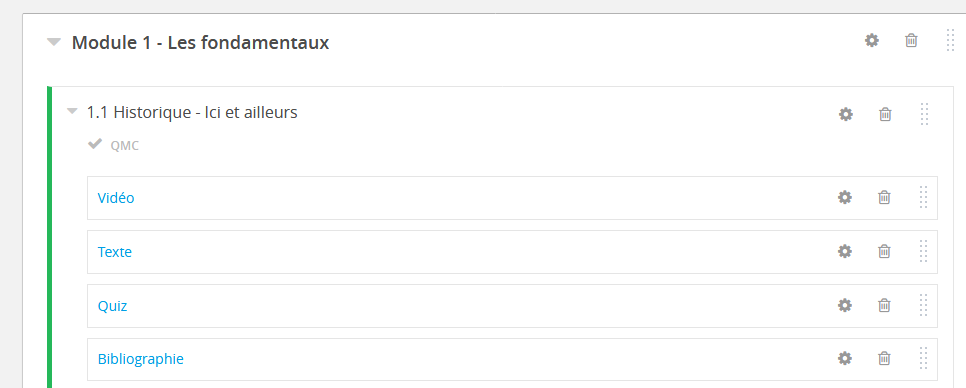 Module 1 - Les fondamentaux
1.1 Historique - Ici et ailleurs
QMC
Vidéo
Texte
Quiz
Bibliographie